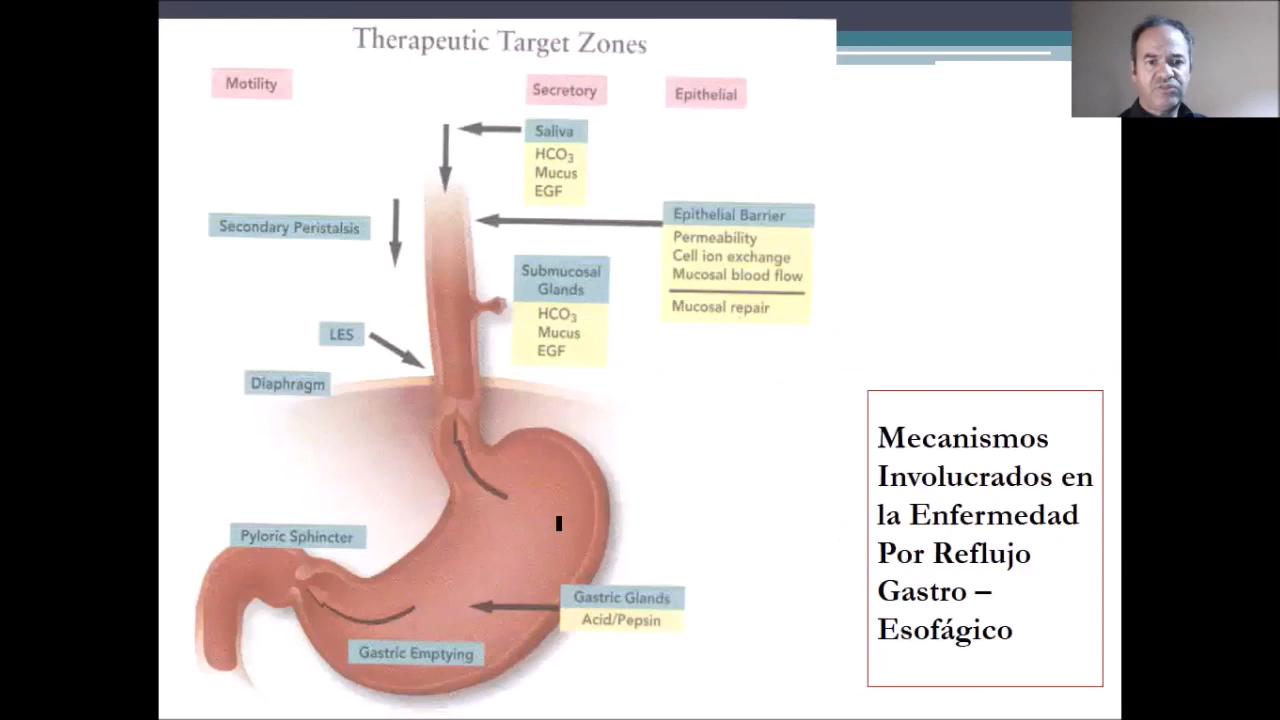 Therapeutic Target Zones
Motility
Secretory
Epithelial
Saliva
HCO3
Mucus
EGF
Secondary Peristalsis
Epithelial Barrier
Permeability
Cell ion exchange
Mucosal blood flow
Mucosal repair
Submucosal
Glands
HCO3
Mucus
EGF
LES
Diaphragm
Pyloric Sphincter
Gastric Glands
Acid/Pepsin
Gastric Emptying
Mecanismos
Involucrados en
la Enfermedad
Por Reflujo
Gastro –
Esofágico